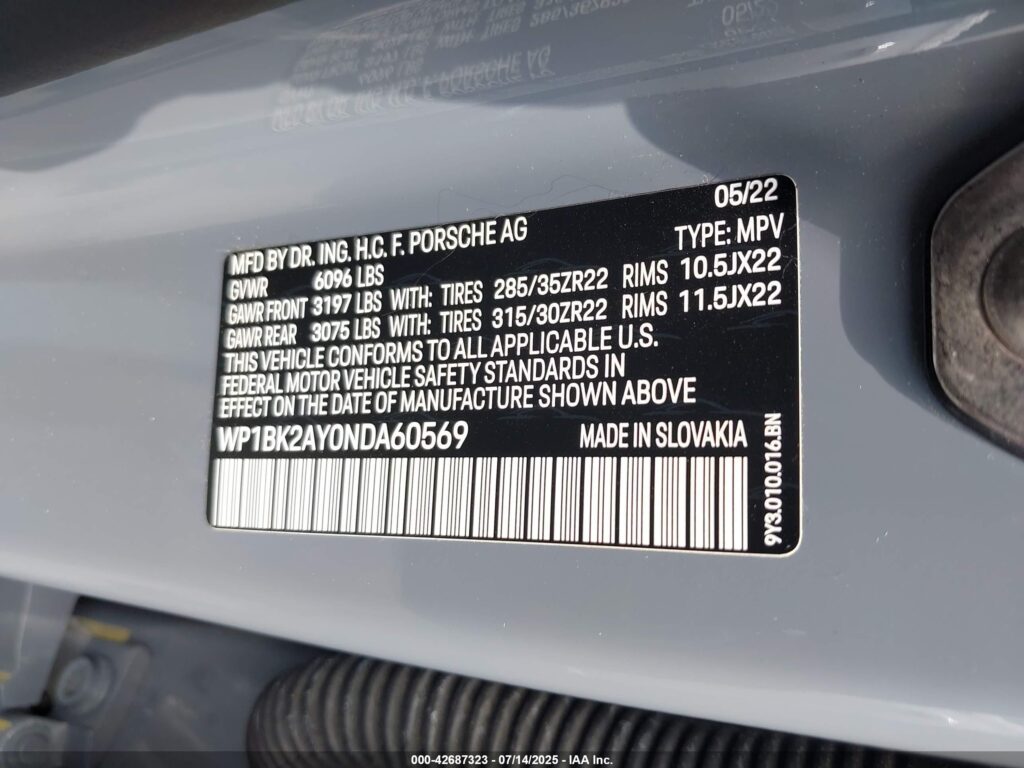 05/22
MFD BY DR. ING. H.C. F. PORSCHE AG TYPE: MPV
GVWR 6096 LBS
GAWR FRONT 3197 LBS WITH: TIRES 285/35ZR22 RIMS 10.5JX22
GAWR REAR 3075 LBS WITH: TIRES 315/30ZR22 RIMS 11.5JX22
THIS VEHICLE CONFORMS TO ALL APPLICABLE U.S.
FEDERAL MOTOR VEHICLE SAFETY STANDARDS IN
EFFECT ON THE DATE OF MANUFACTURE SHOWN ABOVE
WP1BK2AY0NDA60569 MADE IN SLOVAKIA
9Y3.010.016.BN
000-42687323 - 07/14/2025 - IAA Inc.